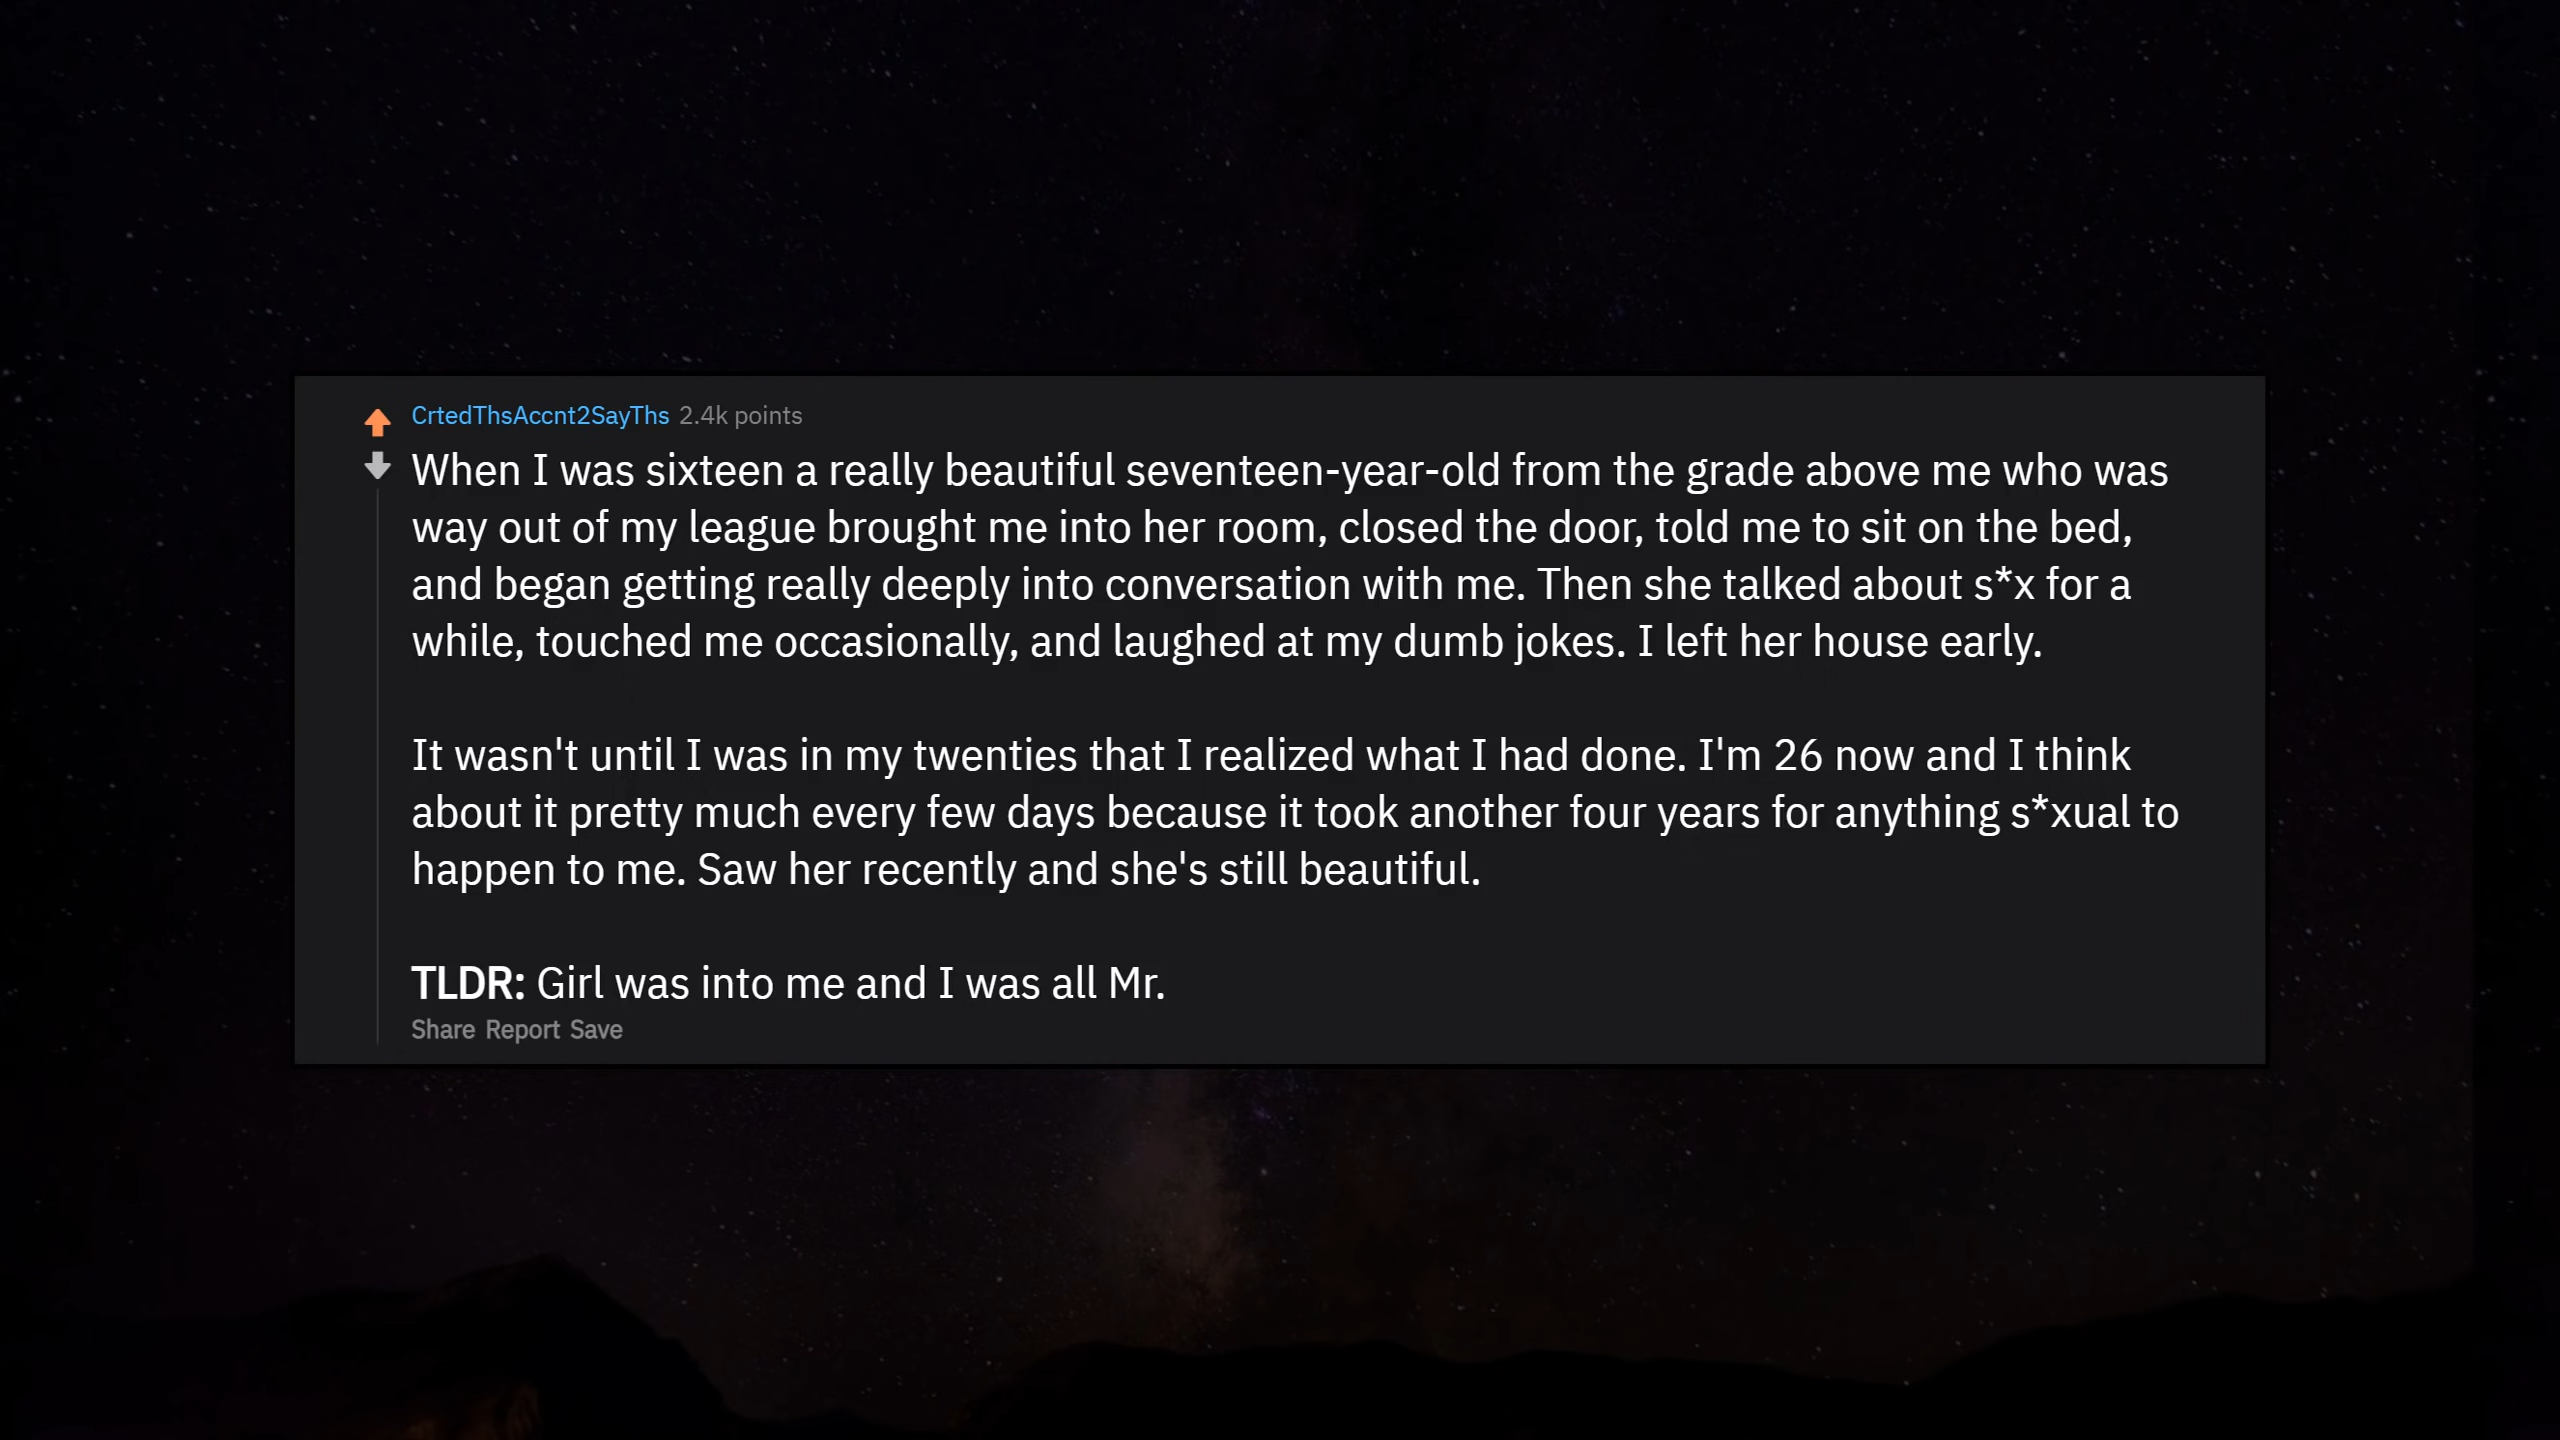 CrtedThsAccnt2SayThs 2.4k points
When I was sixteen a really beautiful seventeen-year-old from the grade above me who was
way out of my league brought me into her room, closed the door, told me to sit on the bed,
and began getting really deeply into conversation with me. Then she talked about s*x for a
while, touched me occasionally, and laughed at my dumb jokes. I left her house early.
It wasn't until I was in my twenties that I realized what I had done. I'm 26 now and I think
about it pretty much every few days because it took another four years for anything s*xual to
happen to me. Saw her recently and she's still beautiful.
TLDR: Girl was into me and I was all Mr.
Share Report Save